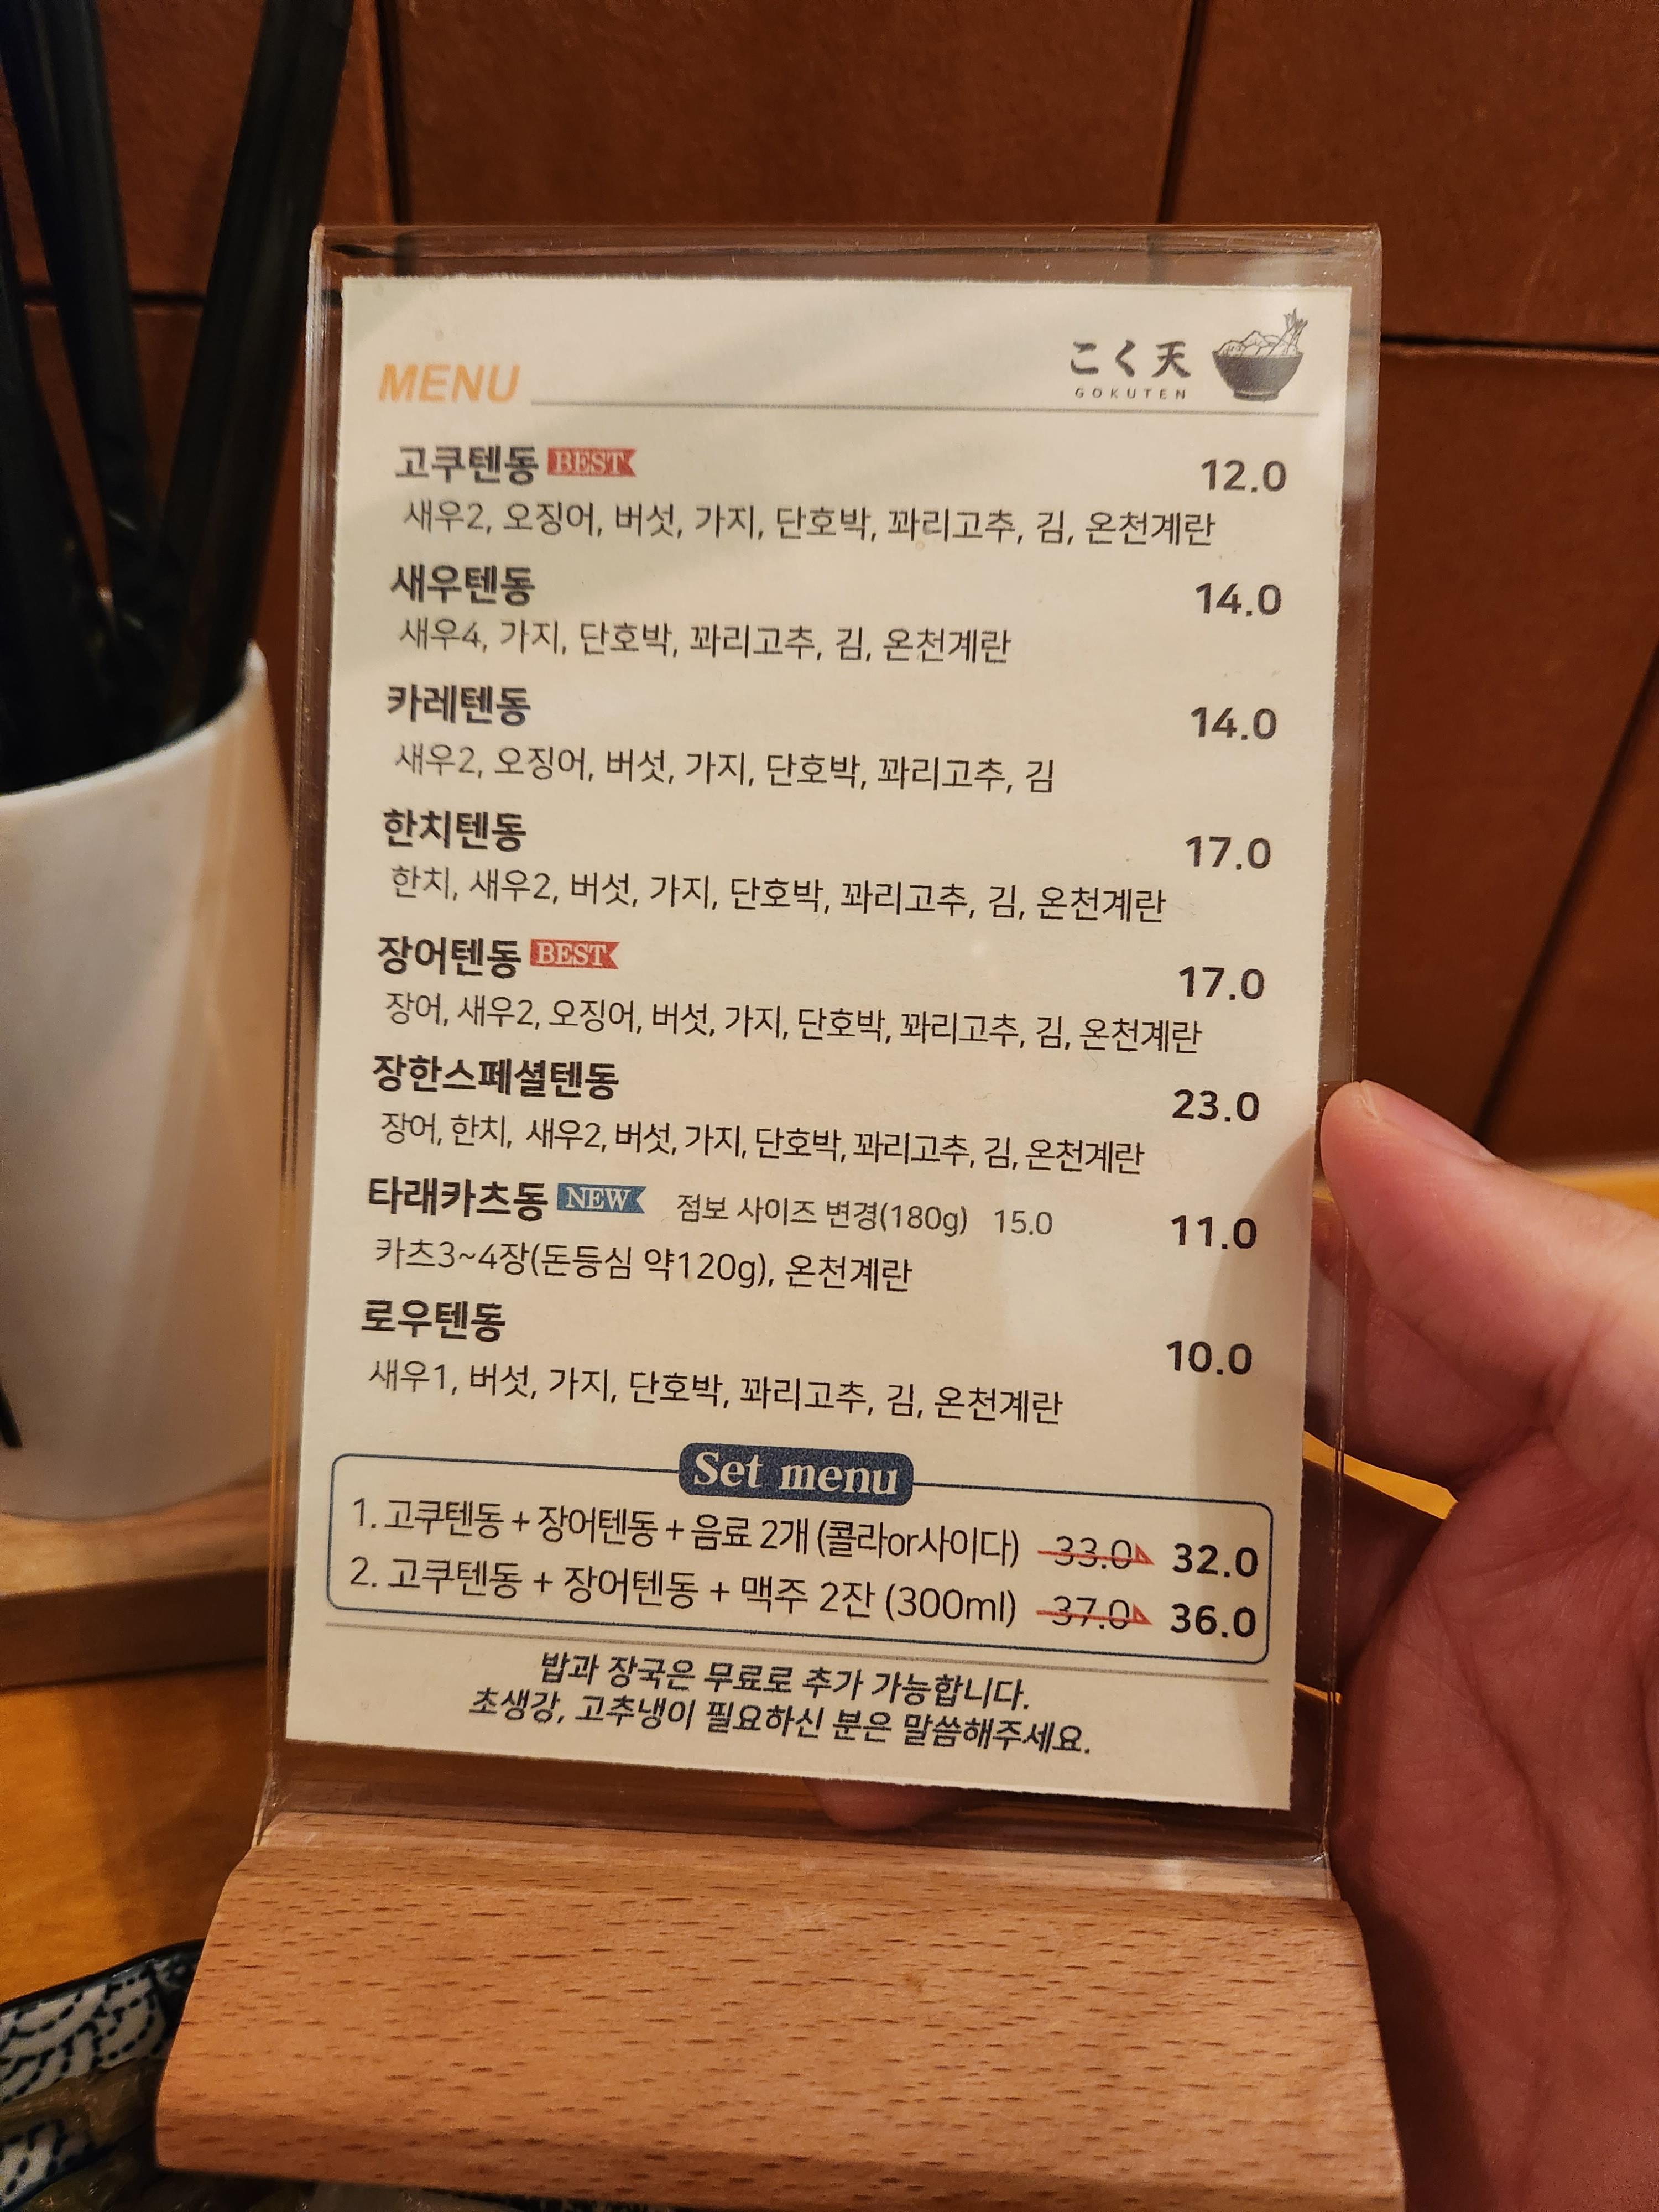 MENU
こく天
GOKUTEN
고쿠텐동 BEST 12.0
새우2, 오징어, 버섯, 가지, 단호박, 꽈리고추, 김, 온천계란
새우텐동 14.0
새우4, 가지, 단호박, 꽈리고추, 김, 온천계란
카레텐동 14.0
새우2, 오징어, 버섯, 가지, 단호박, 꽈리고추, 김
한치텐동 17.0
한치, 새우2, 버섯, 가지, 단호박, 꽈리고추, 김, 온천계란
장어텐동 BEST 17.0
장어, 새우2, 오징어, 버섯, 가지, 단호박, 꽈리고추, 김, 온천계란
장한스페셜텐동 23.0
장어, 한치, 새우2, 버섯, 가지, 단호박, 꽈리고추, 김, 온천계란
타래카츠동 NEW 점보 사이즈 변경(180g) 15.0 11.0
카츠3~4장(돈등심 약120g), 온천계란
로우텐동 10.0
새우1, 버섯, 가지, 단호박, 꽈리고추, 김, 온천계란
Set menu
1. 고쿠텐동 + 장어텐동 + 음료 2개 (콜라or사이다) 33.0 32.0
2. 고쿠텐동 + 장어텐동 + 맥주 2잔 (300ml) 37.0 36.0
밥과 장국은 무료로 추가 가능합니다.
초생강, 고추냉이 필요하신 분은 말씀해주세요.